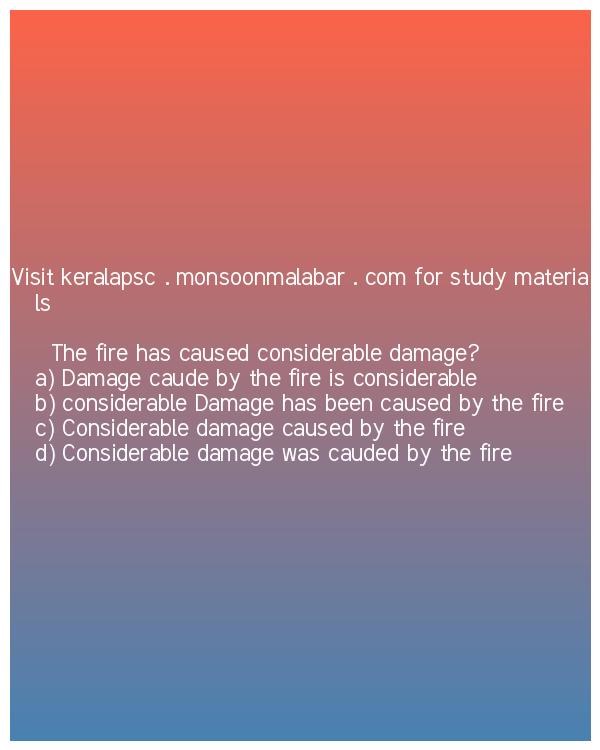 Visit keralapsc . monsoonmalabar . com for study materia
ls
The fire has caused considerable damage?
a) Damage caude by the fire is considerable
b) considerable Damage has been caused by the fire
c) Considerable damage caused by the fire
d) Considerable damage was cauded by the fire